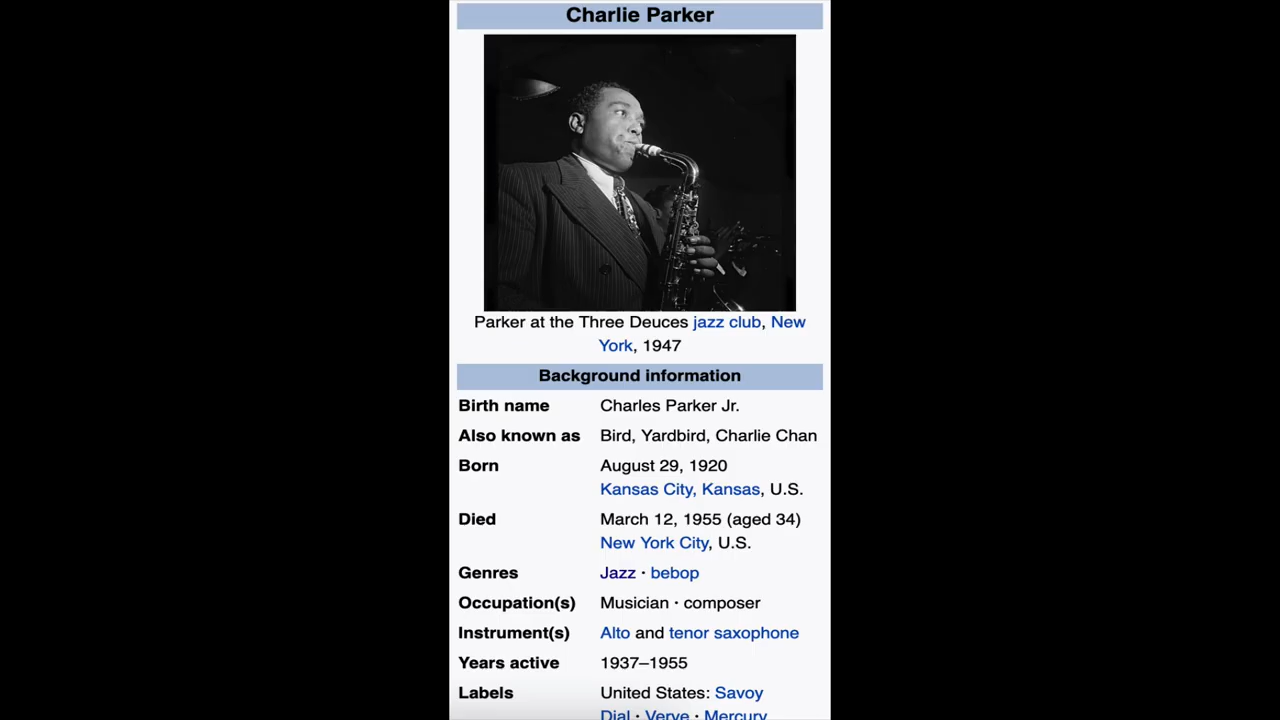 Charlie Parker
Parker at the Three Deuces jazz club, New
York, 1947
Background information
Birth name Charles Parker Jr.
Also known as Bird, Yardbird, Charlie Chan
Born August 29, 1920
Kansas City, Kansas, U.S.
Died March 12, 1955 (aged 34)
New York City, U.S.
Genres Jazz · bebop
Occupation(s) Musician · composer
Instrument(s) Alto and tenor saxophone
Years active 1937–1955
Labels United States: Savoy
Dial · Verve · Mercury